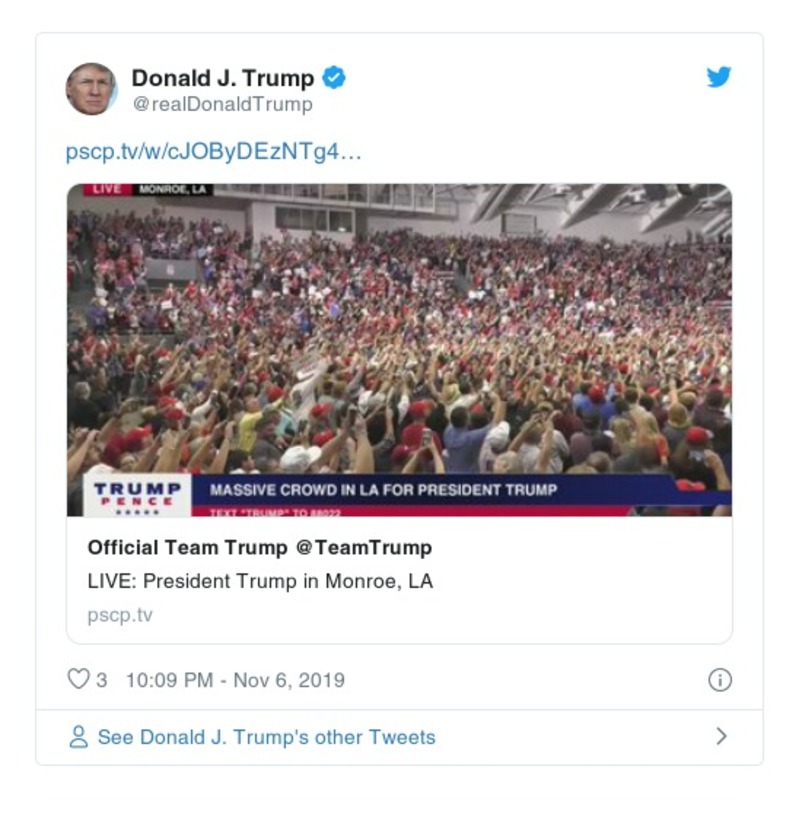 Donald J. Trump
@realDonaldTrump
pscp.tv/w/cJOByDEzNTg4…
LIVE MONROE, LA
TRUMP
PENCE
MASSIVE CROWD IN LA FOR PRESIDENT TRUMP
TEXT "TRUMP" TO 88022
Official Team Trump @TeamTrump
LIVE: President Trump in Monroe, LA
pscp.tv
3 10:09 PM - Nov 6, 2019
See Donald J. Trump's other Tweets